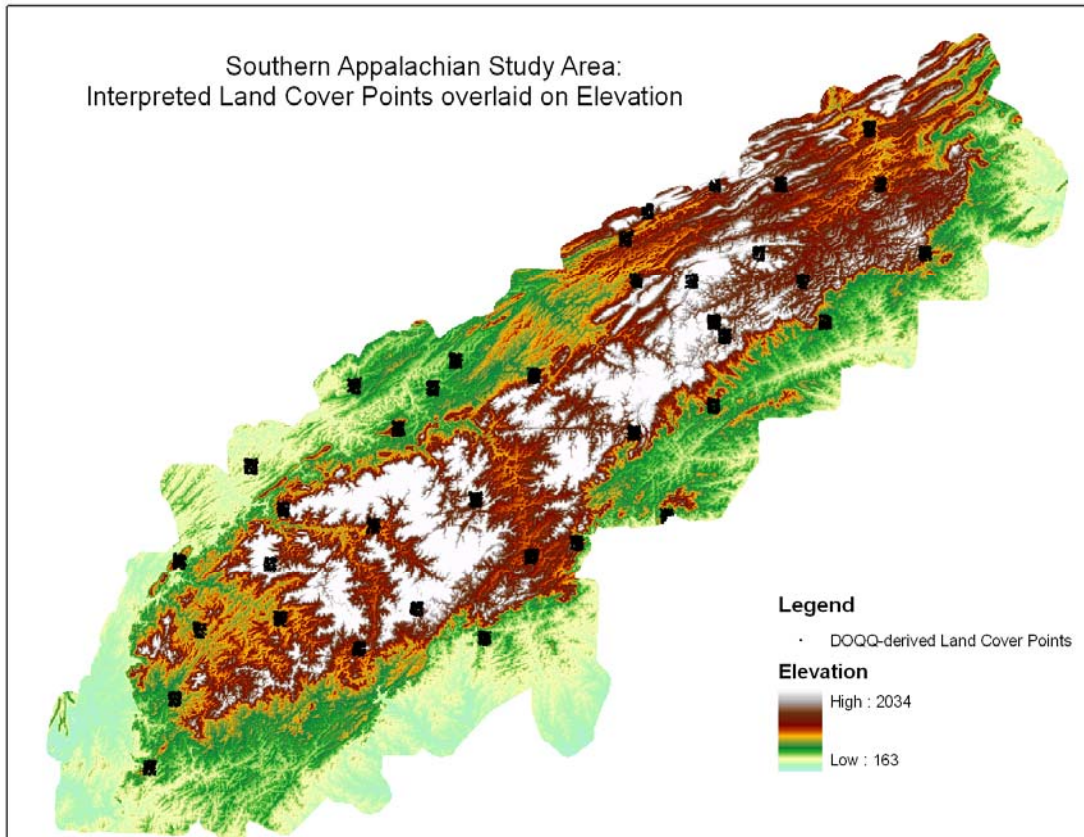 Southern Appalachian Study Area:
Interpreted Land Cover Points overlaid on Elevation
Legend
DOQQ-derived Land Cover Points
Elevation
High : 2034
Low : 163